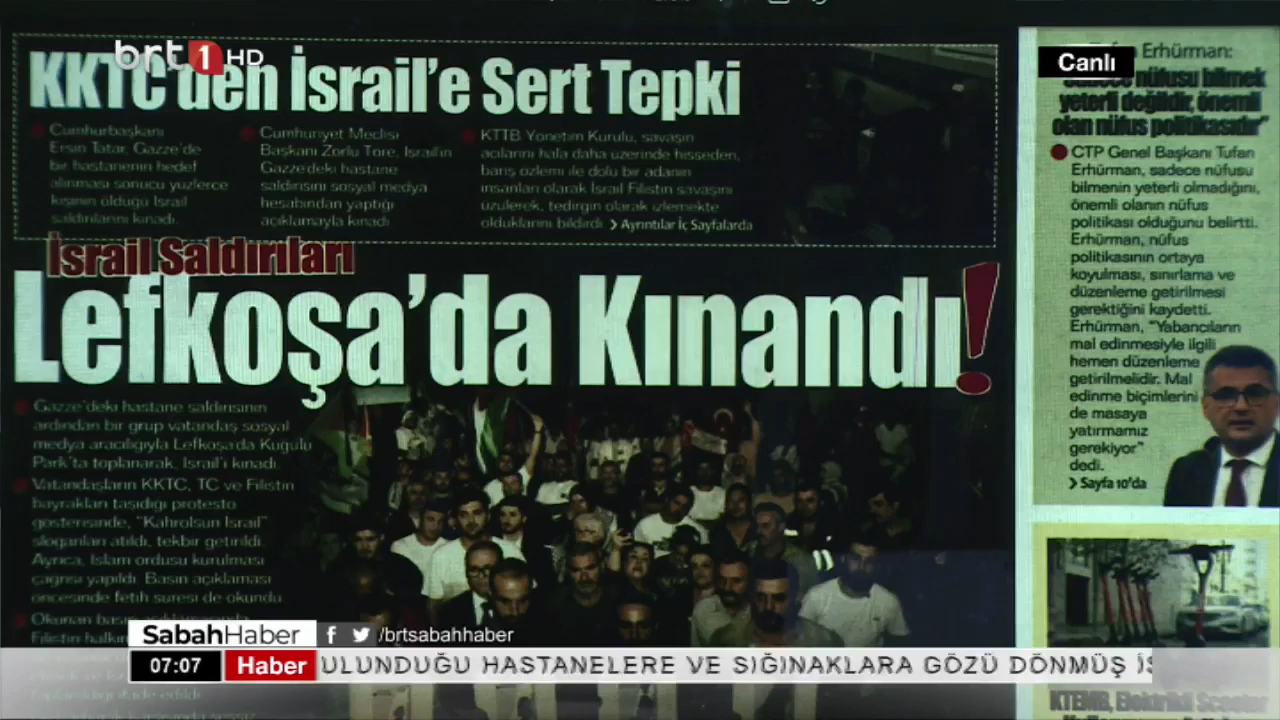 brt 1 HD
Canlı
KKTC'den İsrail'e Sert Tepki
Cumhurbaşkanı
Ersin Tatar, Gazze'de
bir hastanenin hedef
alınması sonucu yüzlerce
kişinin öldüğü İsrail
saldırılarını kınadı.
Cumhuriyet Meclisi
Başkanı Zorlu Töre, İsrail'in
Gazze'deki hastane
saldırısını sosyal medya
hesabından yaptığı
açıklamayla kınadı
KTTB Yönetim Kurulu, savaşın
acılarını hala daha üzerinde hisseden,
barış özlemi ile dolu bir adanın
insanları olarak İsrail Filistin savaşını
üzülerek, tedirgin olarak izlemekte
olduklarını bildirdi. Ayrıntılar İç Sayfalarda
İsrail Saldırıları
Lefkoşa'da Kınandı!
Gazze'deki hastane saldırısının
ardından bir grup vatandaş sosyal
medya aracılığıyla Lefkoşa'da Kuğulu
Park'ta toplanarak, İsrail'i kınadı.
Vatandaşların KKTC, TC ve Filistin
bayrakları taşıdığı protesto
gösterisinde, "Kahrolsun İsrail"
sloganları atıldı, tekbir getirildi.
Ayrıca, İslam ordusu kurulması
çağrısı yapıldı. Basın açıklaması
öncesinde fetih suresi de okundu
Okunan basın açıklamasında
Filistin halkın
Erhürman:
nüfusu bilmek
yeterli değildir, önemli
olan nüfus politikasıdır"
CTP Genel Başkanı Tufan
Erhürman, sadece nüfusu
bilmenin yeterli olmadığını,
önemli olanın nüfus
politikası olduğunu belirtti.
Erhürman, nüfus
politikasının ortaya
koyulması, sınırlama ve
düzenleme getirilmesi
gerektiğini kaydetti.
Erhürman, "Yabancıların
mal edinmesiyle ilgili
hemen düzenleme
getirilmelidir. Mal
edinme biçimlerini
de masaya
yatırmamız
gerekiyor"
dedi.
Sayfa 10'da
KTEMB, Elektrikli Scooter
SabahHaber f /brtsabahhaber
07:07 Haber ULUNDUĞU HASTANELERE VE SIĞINAKLARA GÖZÜ DÖNMÜŞ İS